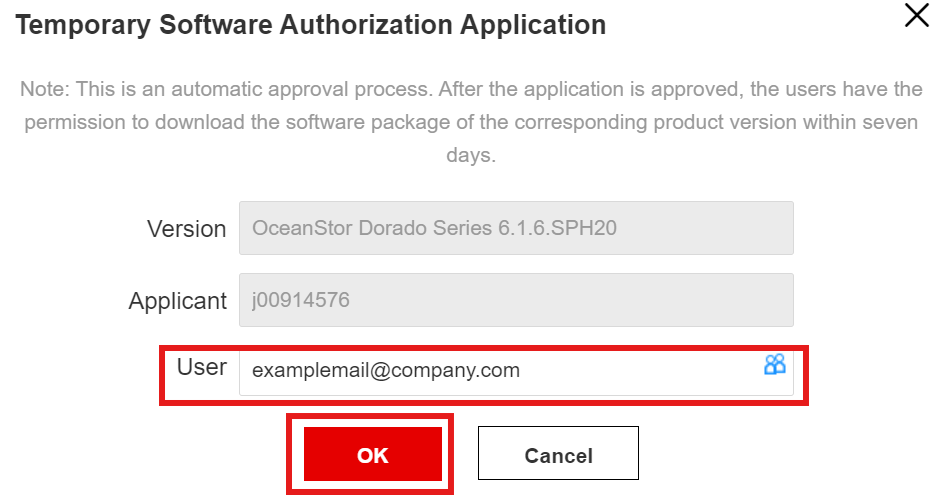 Temporary Software Authorization Application
Note: This is an automatic approval process. After the application is approved, the users have the
permission to download the software package of the corresponding product version within seven
days.
Version OceanStor Dorado Series 6.1.6.SPH20
Applicant j00914576
User examplemail@company.com
OK Cancel